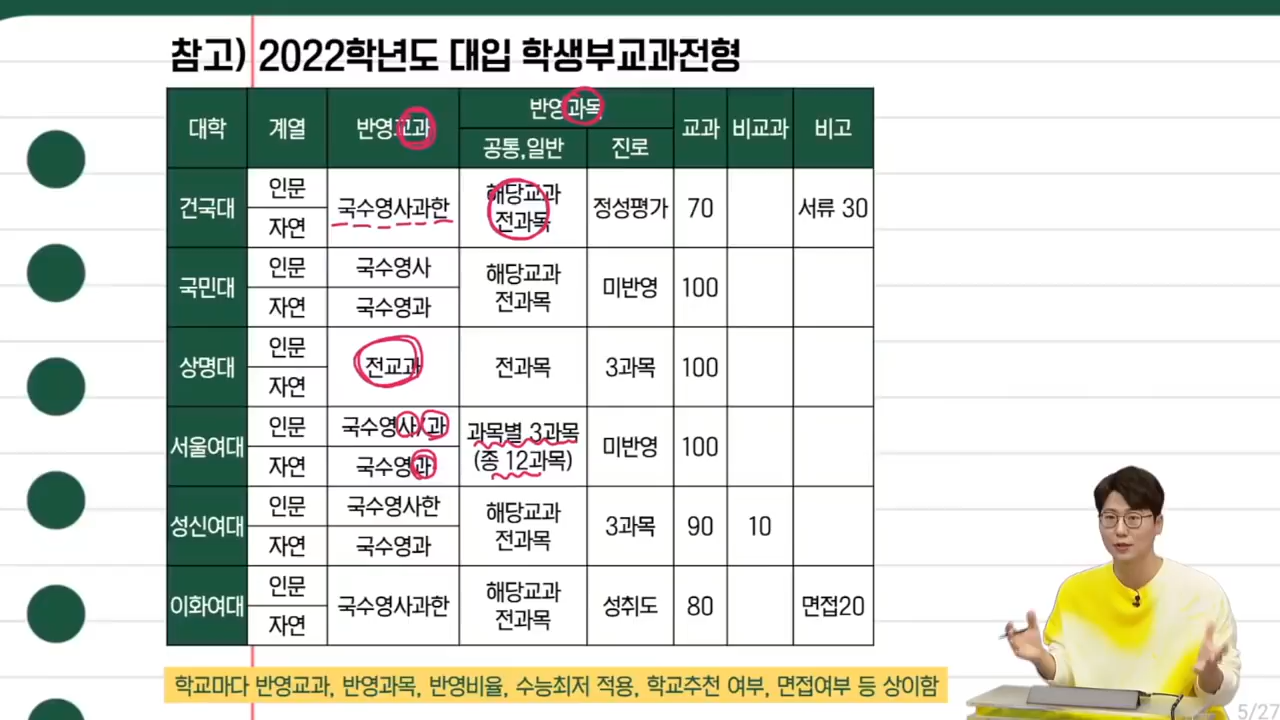 참고) 2022학년도 대입 학생부교과전형
대학 계열 반영교과 반영과목 교과 비교과 비고
공통,일반 진로
건국대 인문 국수영사과한 해당교과 전과목 정성평가 70 서류 30
자연
국민대 인문 국수영사 해당교과 전과목 미반영 100
자연 국수영과
상명대 인문 전교과 전과목 3과목 100
자연
서울여대 인문 국수영사/과 과목별 3과목 (종 12과목) 미반영 100
자연 국수영과
성신여대 인문 국수영사한 해당교과 전과목 3과목 90 10
자연 국수영과
이화여대 인문 국수영사과한 해당교과 전과목 성취도 80 면접20
자연
학교마다 반영교과, 반영과목, 반영비율, 수능최저 적용, 학교추천 여부, 면접여부 등 상이함
5/27